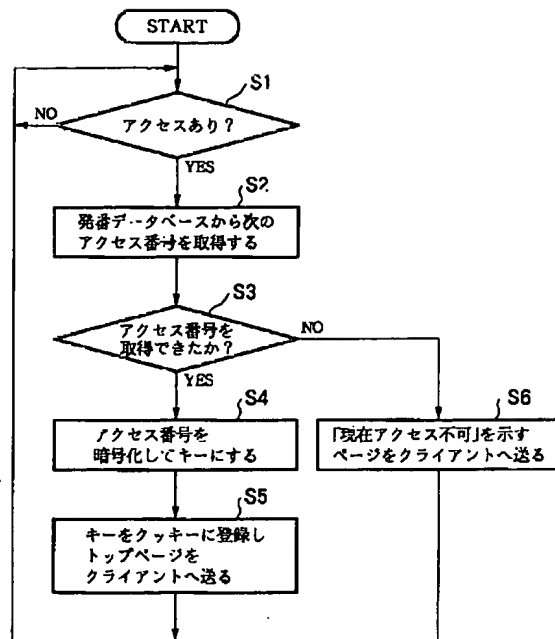 START
S1
アクセスあり?
NO
YES
S2
発番データベースから次の
アクセス番号を取得する
S3
アクセス番号を
取得できたか?
NO
YES
S4
アクセス番号を
暗号化してキーにする
S6
「現在アクセス不可」を示す
ページをクライアントへ送る
S5
キーをクッキーに登録し
トップページを
クライアントへ送る